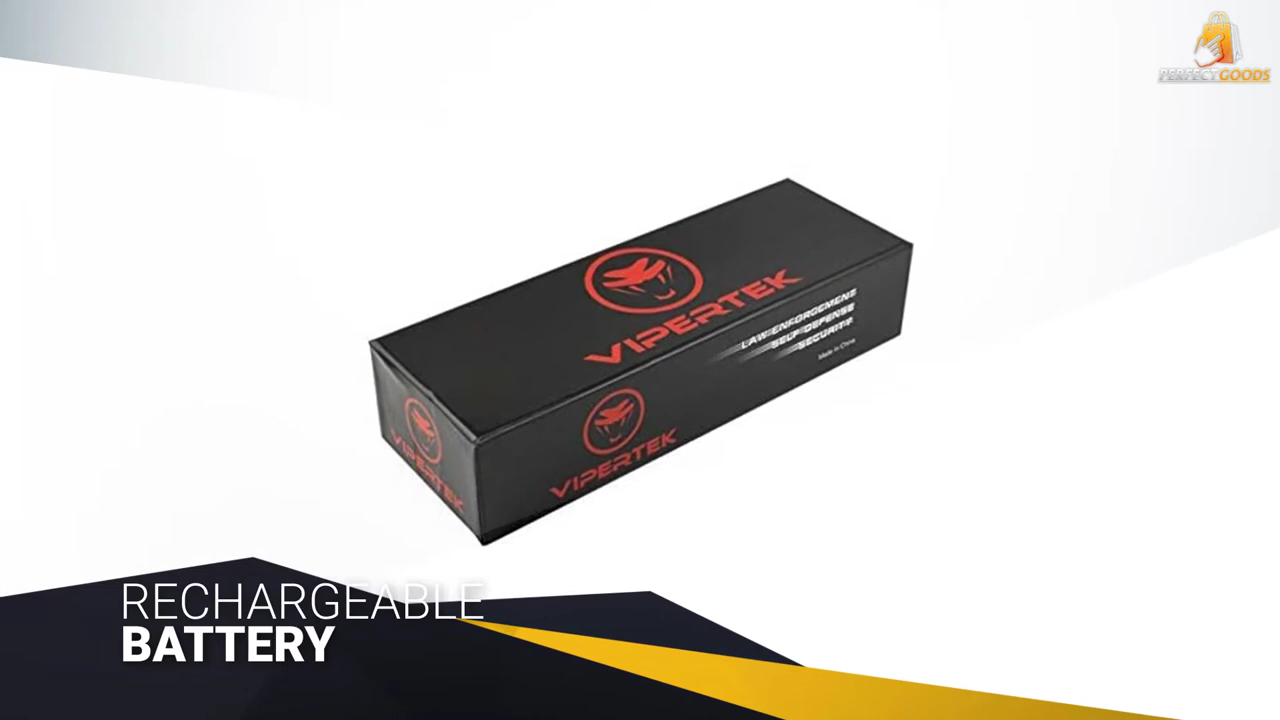 PERFECTGOODS
VIPERTEK
LAW ENFORCEMENT
SELF DEFENSE
SECURITY
Made in China
VIPERTEK
VIPERTEK
RECHARGEABLE
BATTERY